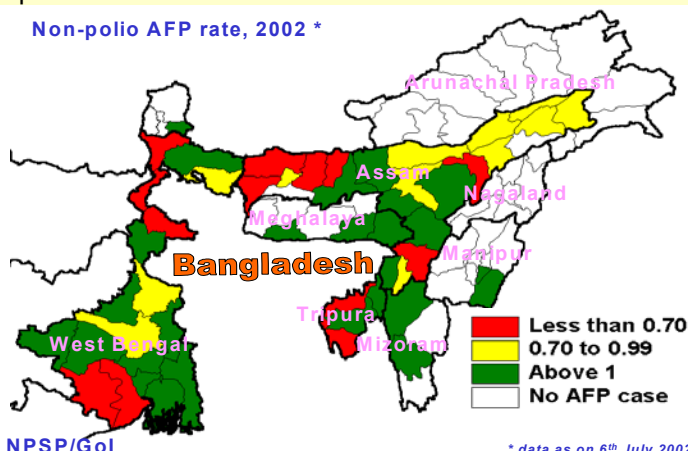 Non-polio AFP rate, 2002 *
Arunachal Pradesh
Assam
Nagaland
Meghalaya
Manipur
Bangladesh
Tripura
West Bengal
Mizoram
Less than 0.70
0.70 to 0.99
Above 1
No AFP case
NPSP/GoI
* data as on 6th July 2002